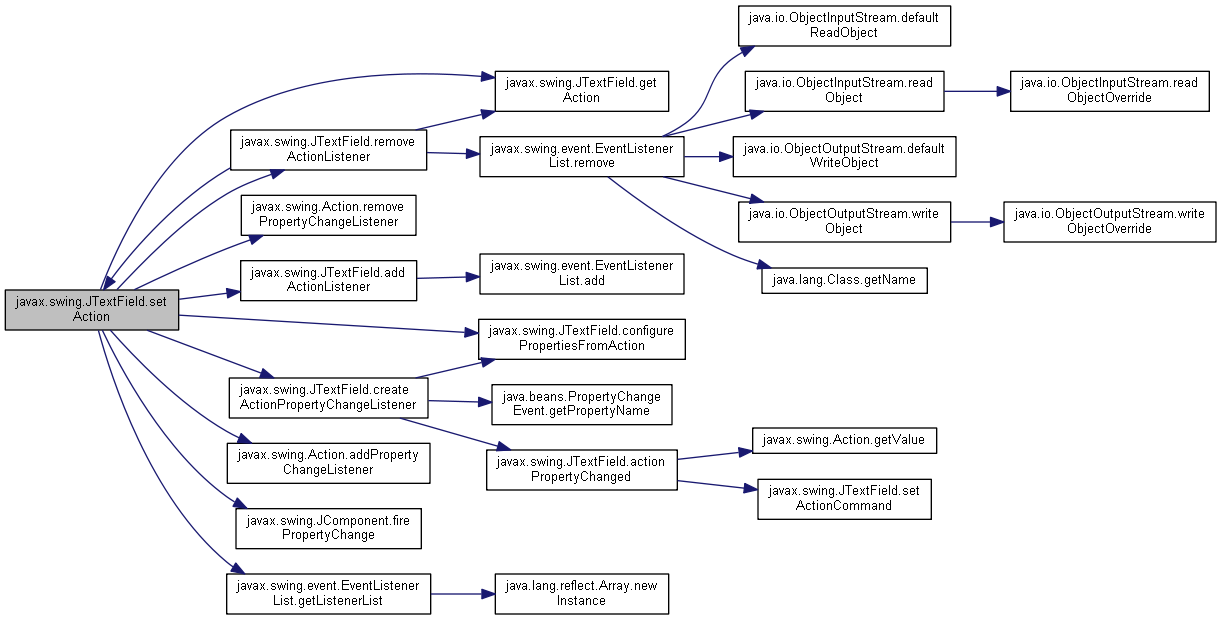 java.io.ObjectInputStream.default
ReadObject
javax.swing.JTextField.get
Action
java.io.ObjectInputStream.read
Object
java.io.ObjectInputStream.read
ObjectOverride
javax.swing.JTextField.remove
ActionListener
javax.swing.event.EventListener
List.remove
java.io.ObjectOutputStream.default
WriteObject
javax.swing.Action.remove
PropertyChangeListener
java.io.ObjectOutputStream.write
Object
java.io.ObjectOutputStream.write
ObjectOverride
javax.swing.JTextField.add
ActionListener
javax.swing.event.EventListener
List.add
java.lang.Class.getName
javax.swing.JTextField.set
Action
javax.swing.JTextField.configure
PropertiesFromAction
javax.swing.JTextField.create
ActionPropertyChangeListener
java.beans.PropertyChange
Event.getPropertyName
javax.swing.Action.addProperty
ChangeListener
javax.swing.JTextField.action
PropertyChanged
javax.swing.Action.getValue
javax.swing.JTextField.set
ActionCommand
javax.swing.JComponent.fire
PropertyChange
javax.swing.event.EventListener
List.getListenerList
java.lang.reflect.Array.new
Instance